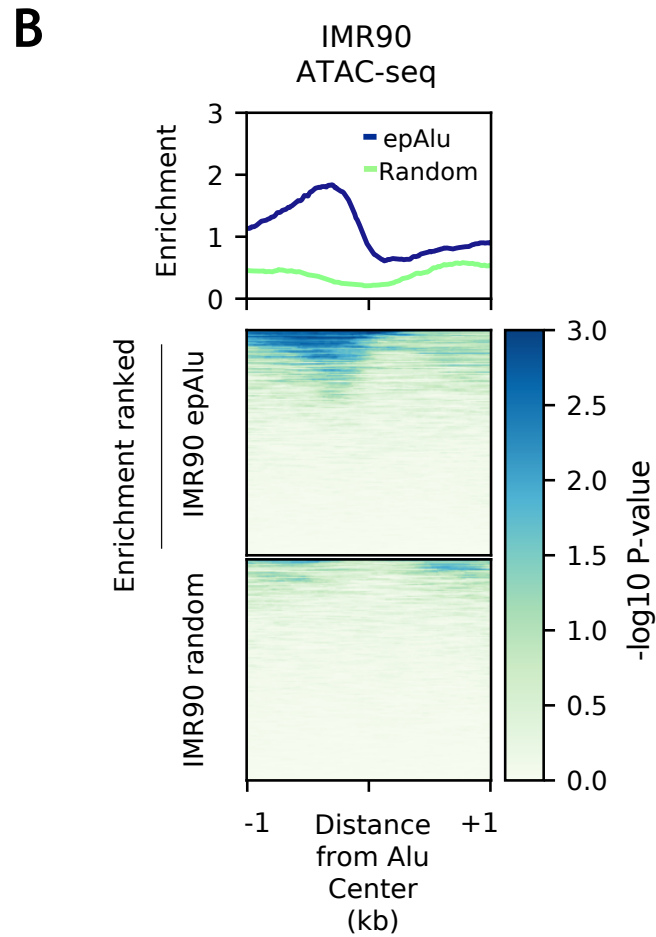 B
IMR90
ATAC-seq
Enrichment
3
2
1
0
epAlu
Random
Enrichment ranked
IMR90 epAlu
IMR90 random
3.0
2.5
2.0
1.5
1.0
0.5
0.0
-log10 P-value
-1
Distance
+1
from Alu
Center
(kb)